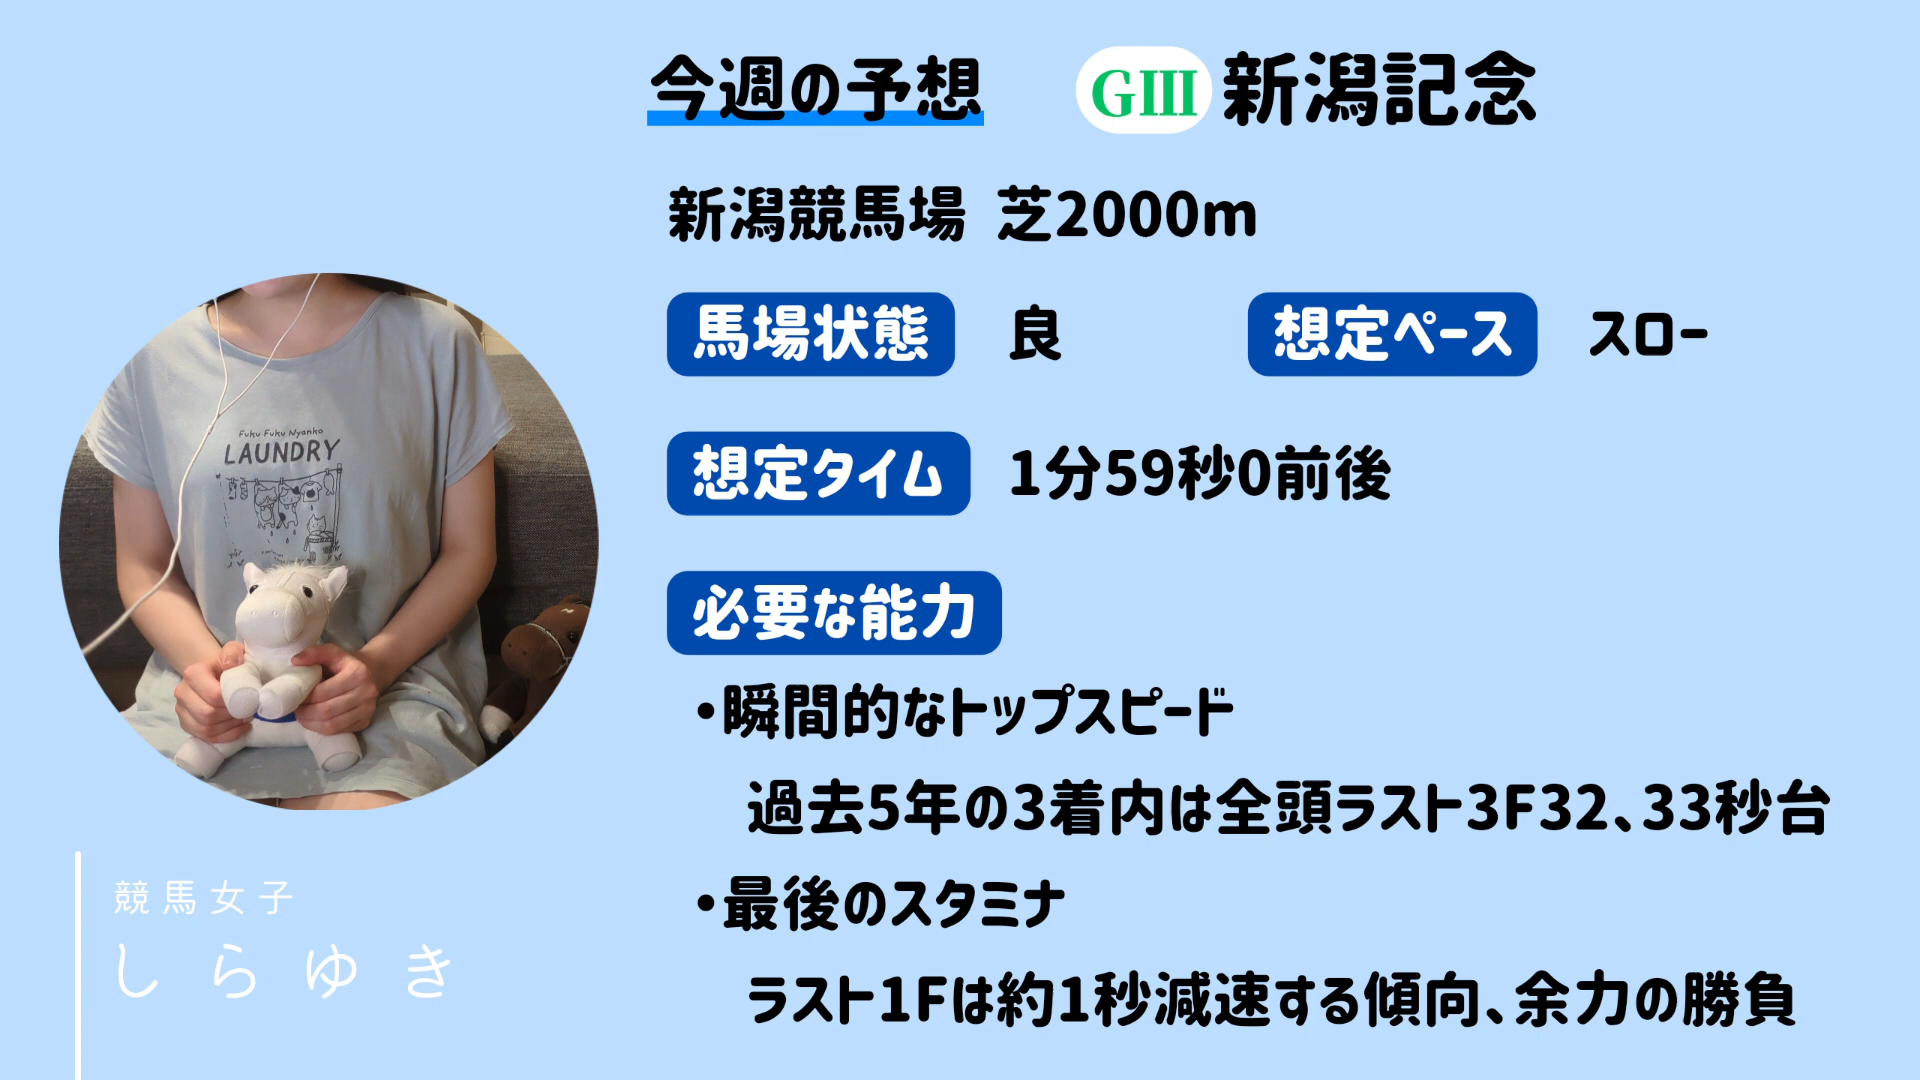 今週の予想 GIII 新潟記念
新潟競馬場 芝2000m
馬場状態 良 想定ペース スロー
想定タイム 1分59秒0前後
必要な能力
・瞬間的なトップスピード
過去5年の3着内は全頭ラスト3F32、33秒台
・最後のスタミナ
ラスト1Fは約1秒減速する傾向、余力の勝負
Fuku Fuku Nyanko
LAUNDRY
競馬女子
しらゆき